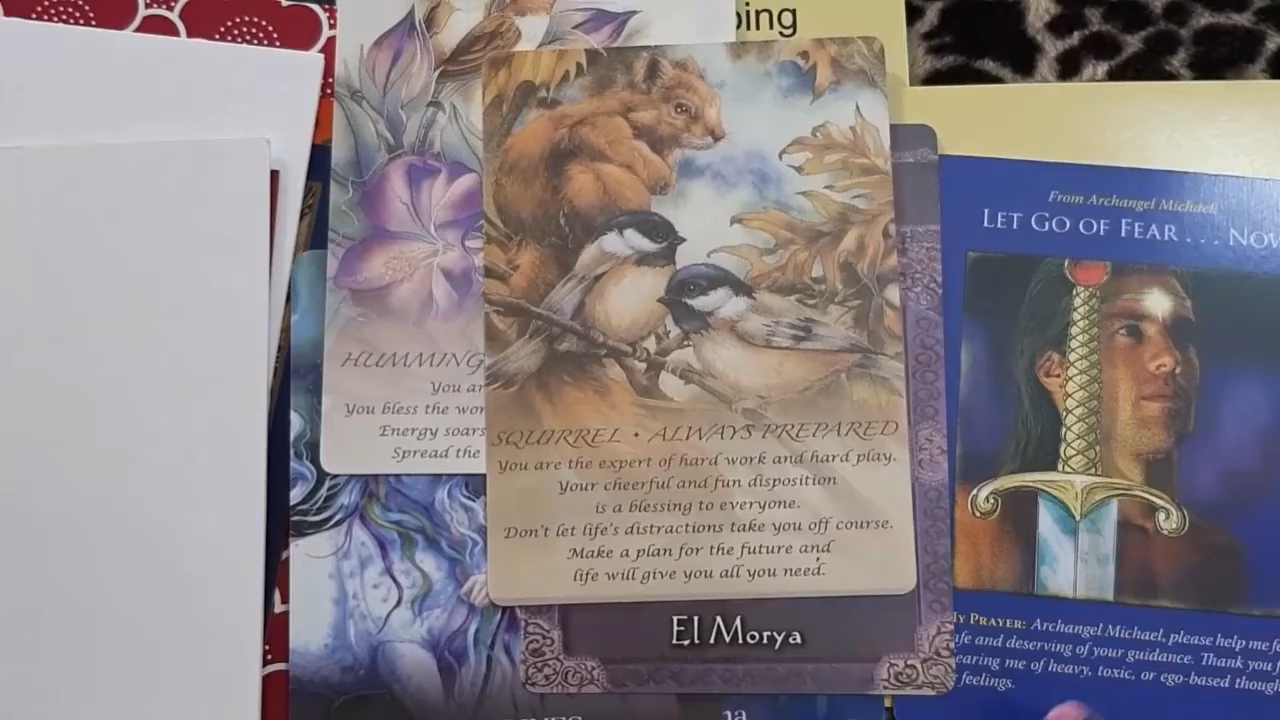 ping
From Archangel Michael:
LET GO OF FEAR . . . NOW
HUMMING
You ar
You bless the wor
Energy soars
Spread the
SQUIRREL • ALWAYS PREPARED
You are the expert of hard work and hard play.
Your cheerful and fun disposition
is a blessing to everyone.
Don't let life's distractions take you off course.
Make a plan for the future and
life will give you all you need.
El Morya
MY PRAYER: Archangel Michael, please help me fe
afe and deserving of your guidance. Thank you f
earing me of heavy, toxic, or ego-based though
feelings.
na